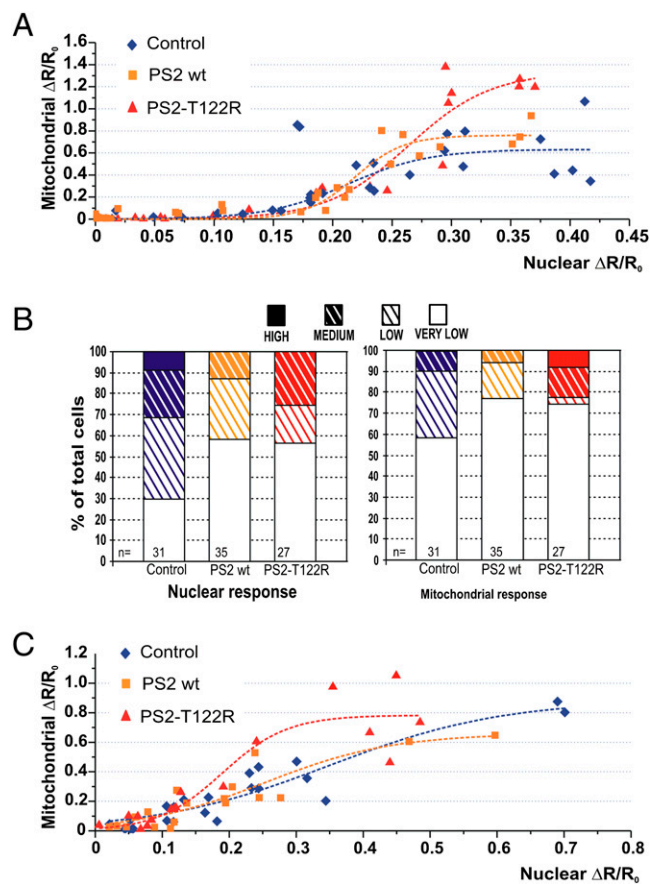 A
Control
PS2 wt
PS2-T122R
Mitochondrial ΔR/R₀
1.6
1.4
1.2
1.0
0.8
0.6
0.4
0.2
0
0 0.05 0.10 0.15 0.20 0.25 0.30 0.35 0.40 0.45
Nuclear ΔR/R₀
B
HIGH MEDIUM LOW VERY LOW
% of total cells
100
90
80
70
60
50
40
30
20
10
0
n= 31 35 27
Control PS2 wt PS2-T122R
Nuclear response
100
90
80
70
60
50
40
30
20
10
0
n= 31 35 27
Control PS2 wt PS2-T122R
Mitochondrial response
C
Control
PS2 wt
PS2-T122R
Mitochondrial ΔR/R₀
1.2
1.0
0.8
0.6
0.4
0.2
0
0 0.1 0.2 0.3 0.4 0.5 0.6 0.7 0.8
Nuclear ΔR/R₀